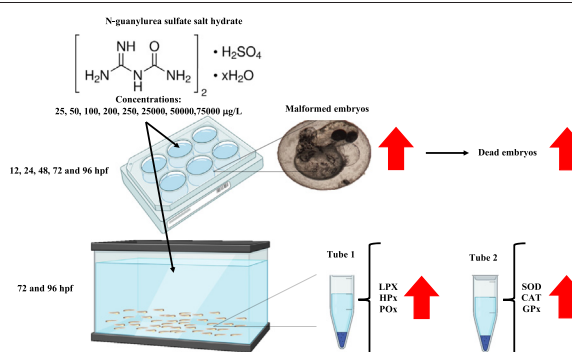 N-guanylurea sulfate salt hydrate
NH O
H₂N N H NH₂
2
• H₂SO₄
• xH₂O
Concentrations:
25, 50, 100, 200, 250, 25000, 50000,75000 µg/L
Malformed embryos
Dead embryos
12, 24, 48, 72 and 96 hpf
72 and 96 hpf
Tube 1
LPX
HPx
POx
Tube 2
SOD
CAT
GPx